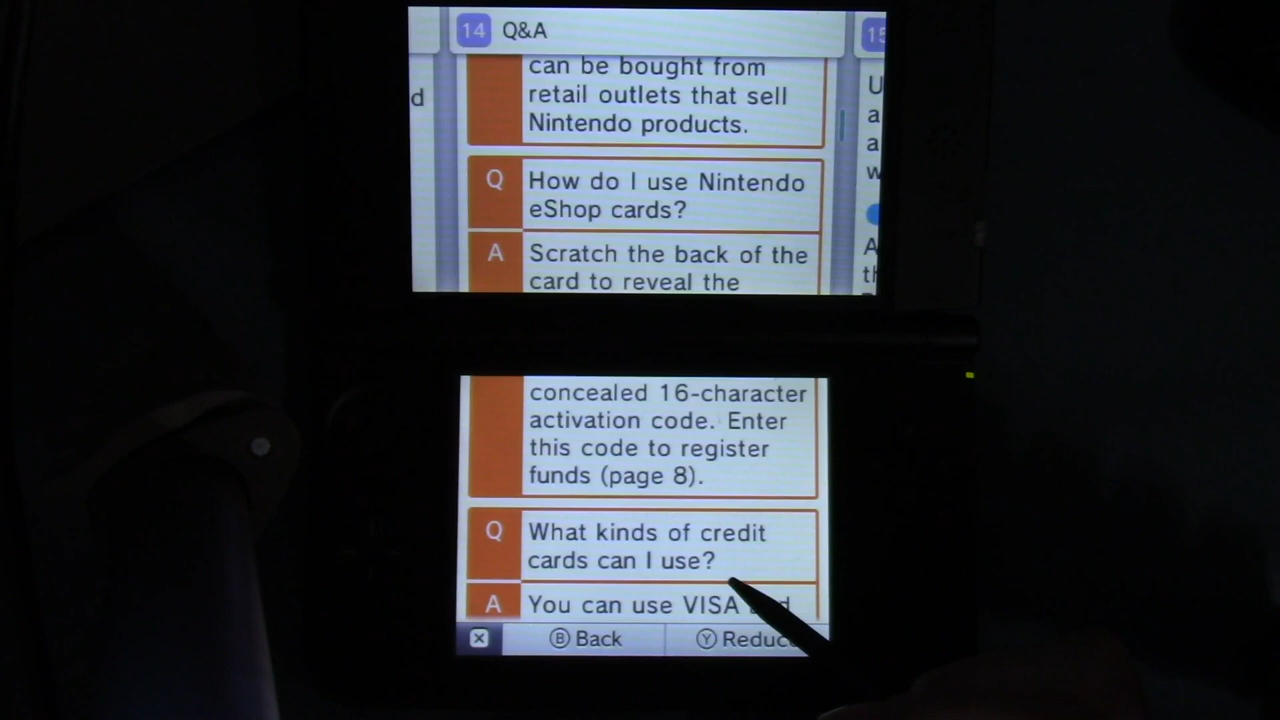 14 Q&A
15
can be bought from
retail outlets that sell
Nintendo products.
Q How do I use Nintendo
eShop cards?
A Scratch the back of the
card to reveal the
d
U
a
a
w
A
concealed 16-character
activation code. Enter
this code to register
funds (page 8).
Q What kinds of credit
cards can I use?
A You can use VISA
B Back
Y